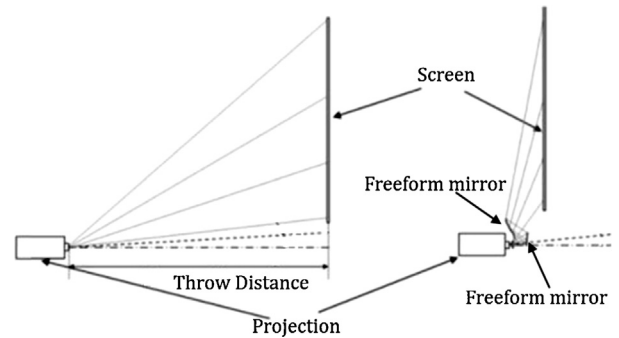 Screen
Freeform mirror
Throw Distance
Freeform mirror
Projection